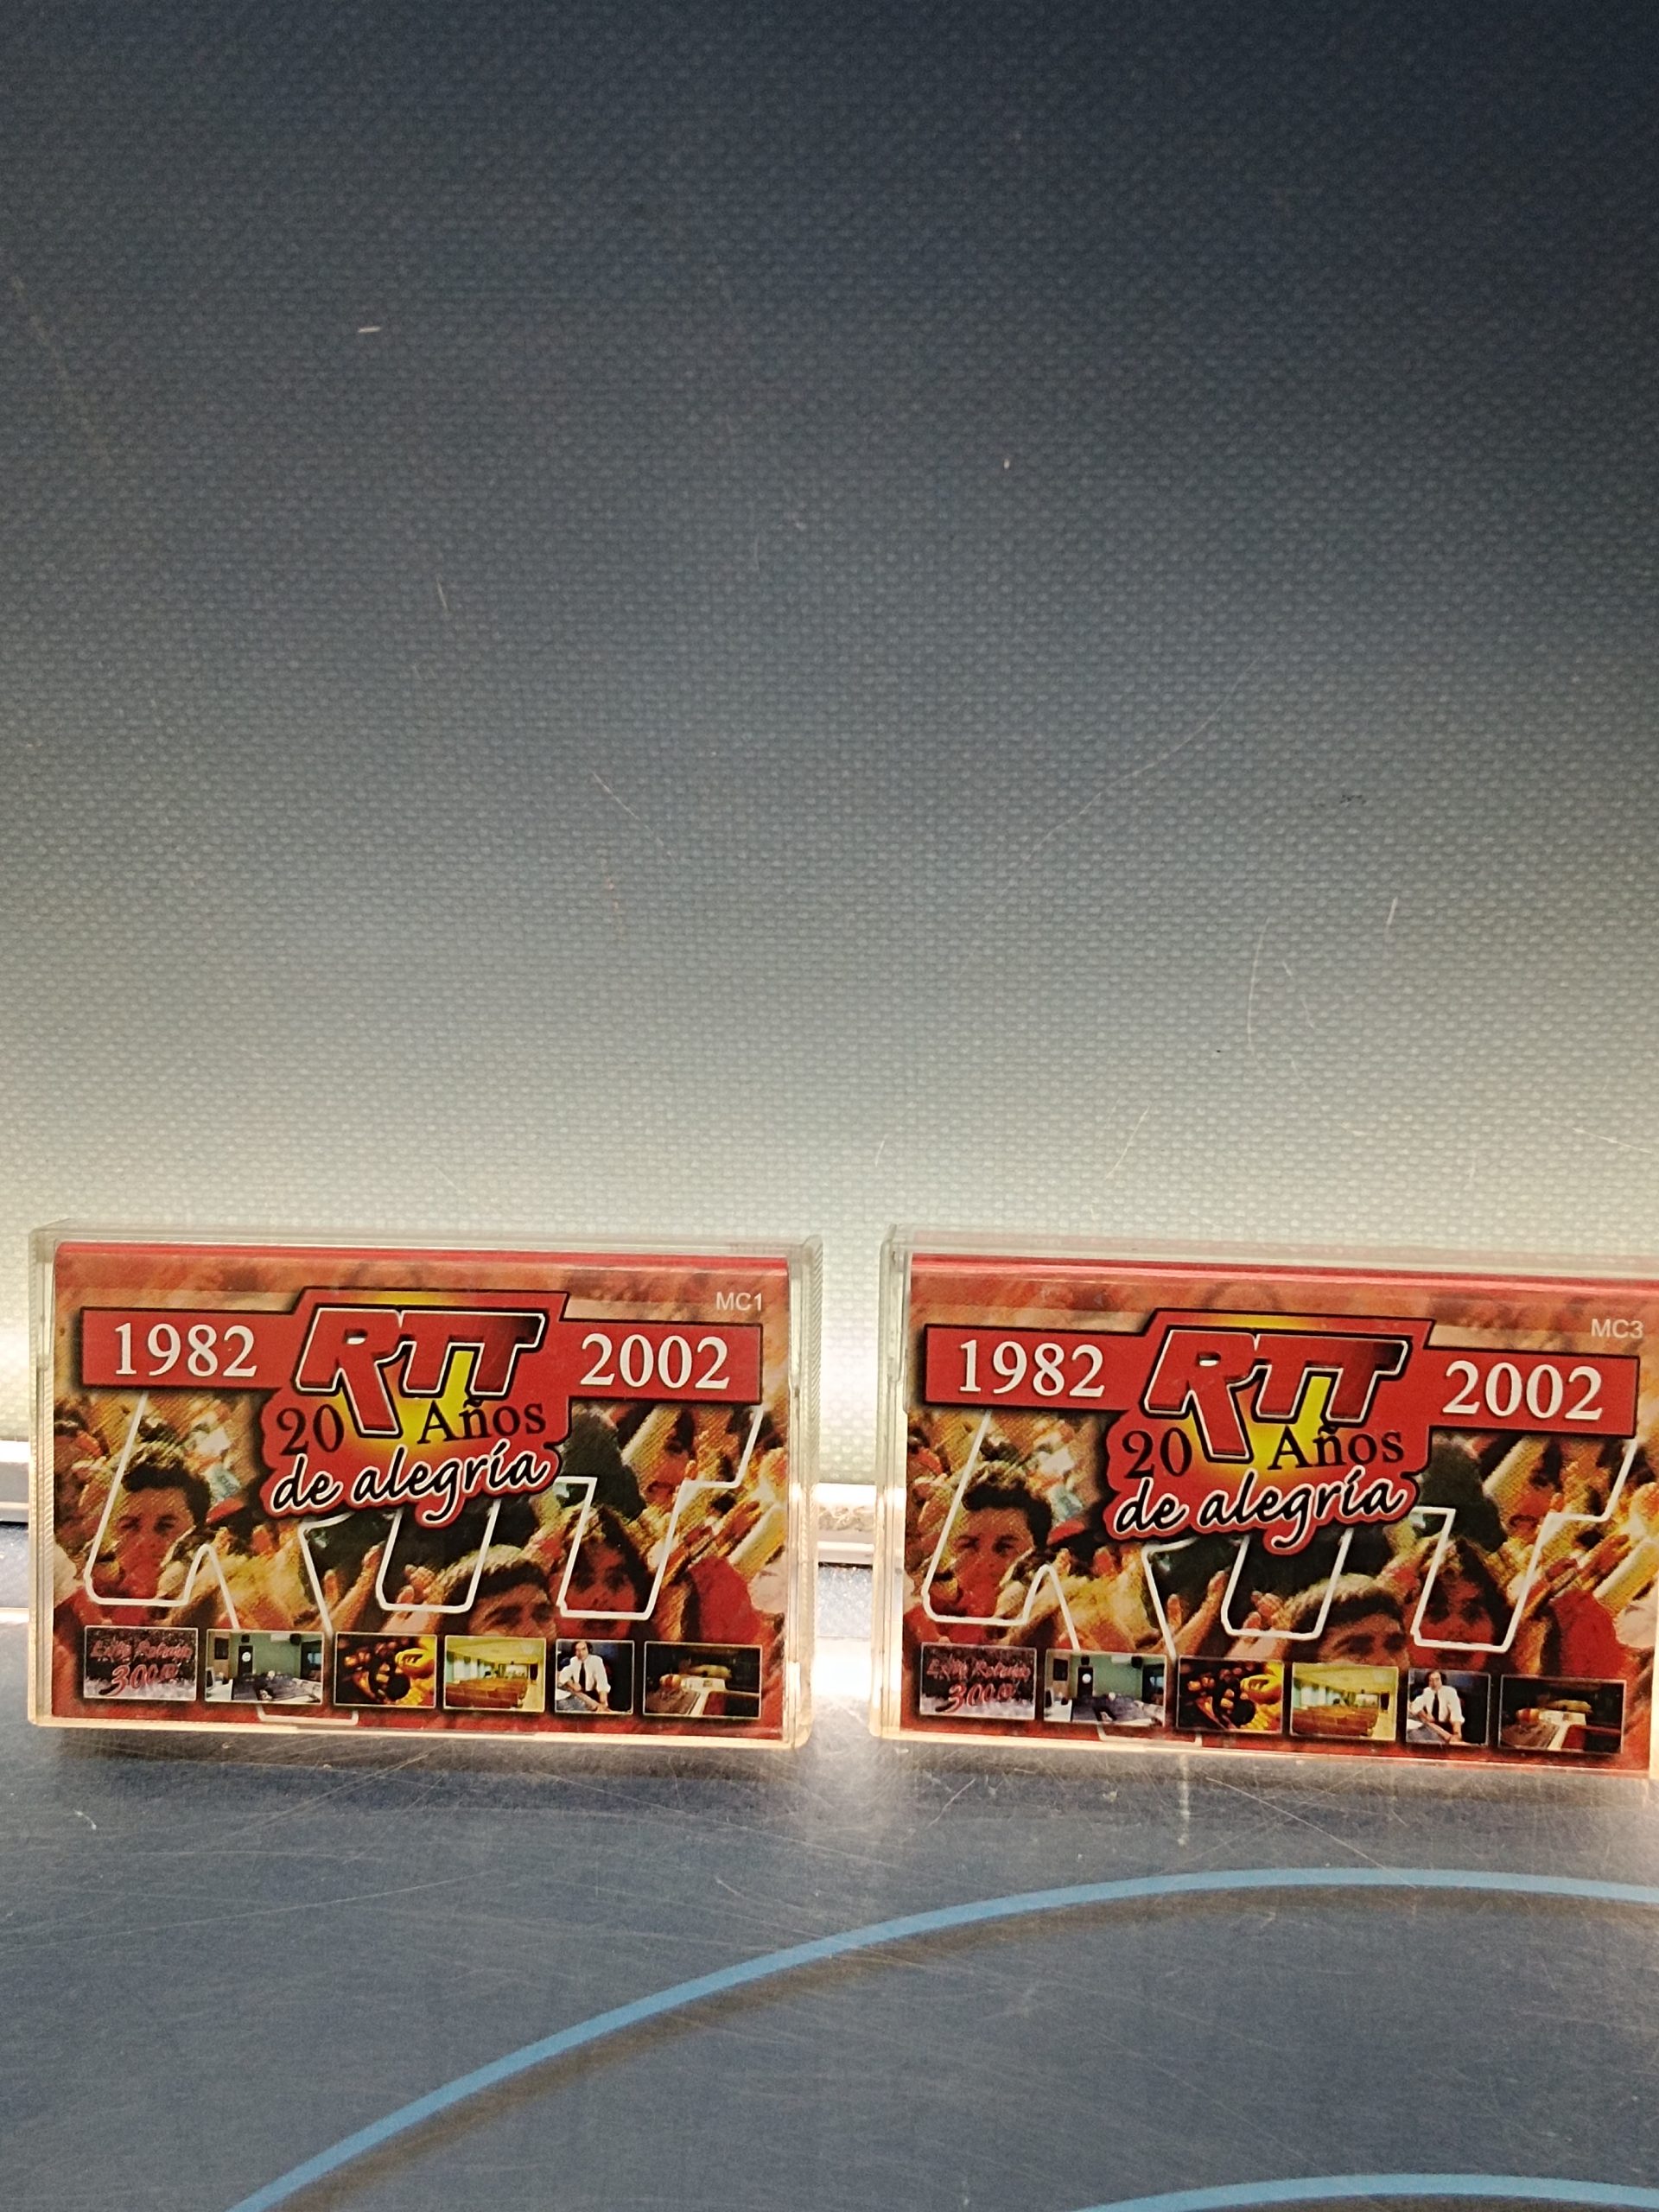 MC1
1982 RTT 2002
20 Años
de alegría
MC3
1982 RTT 2002
20 Años
de alegría